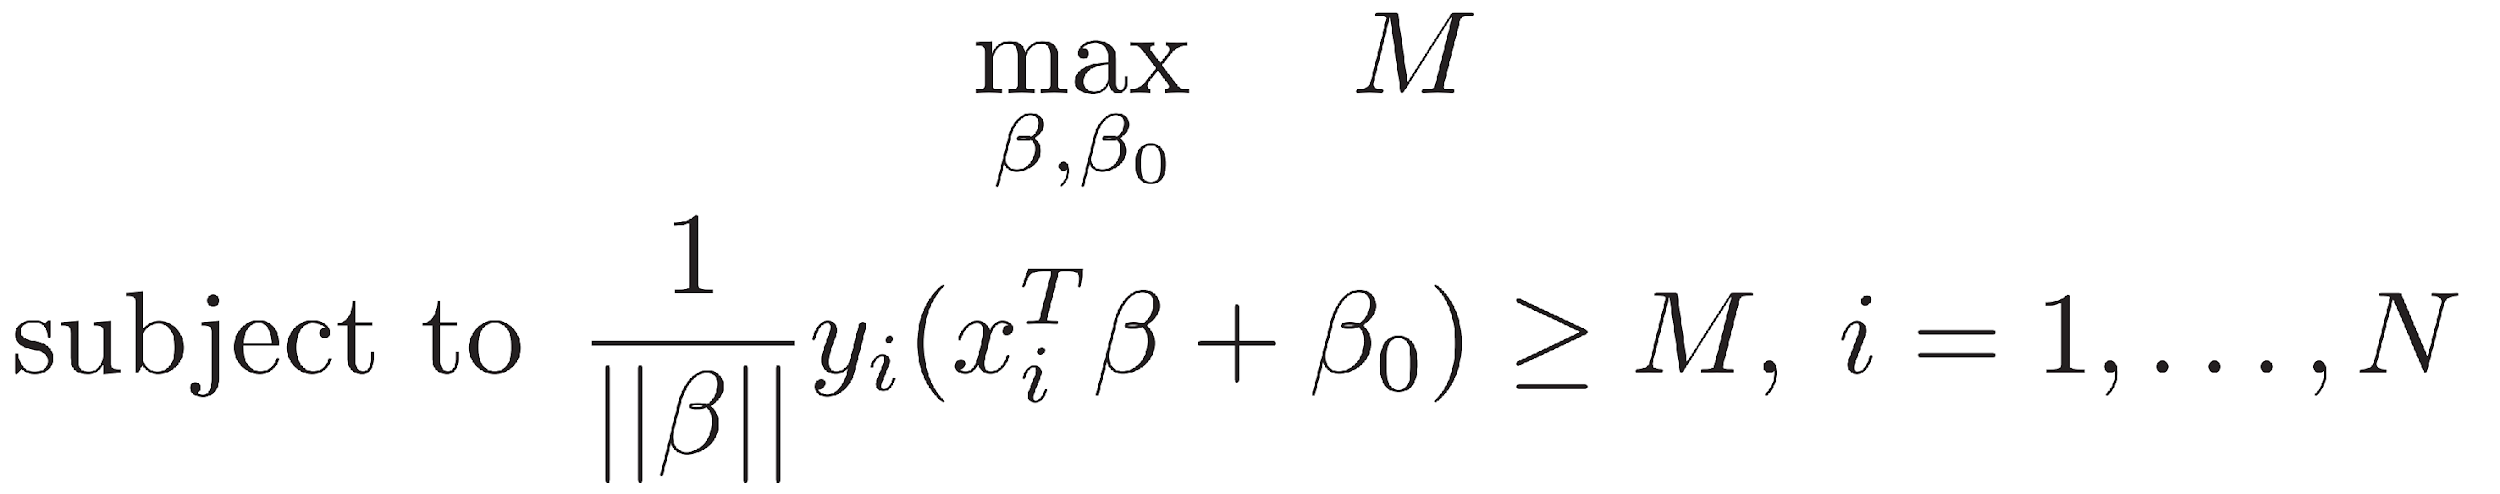 max M
β,β₀
subject to 1/||β|| yᵢ(xᵢᵀβ + β₀) ≥ M, i = 1, . . . , N